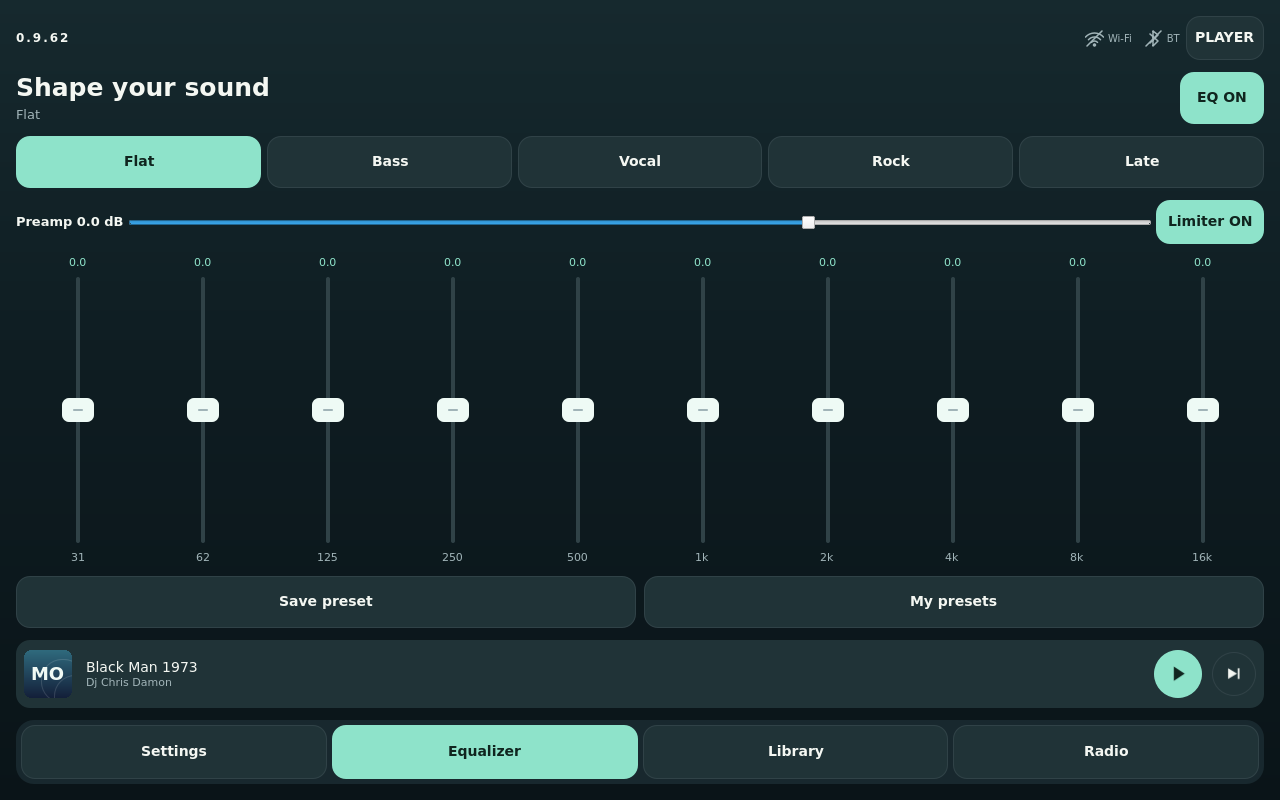 0.9.62
Wi-Fi
BT
PLAYER
Shape your sound
Flat
EQ ON
Flat
Bass
Vocal
Rock
Late
Preamp 0.0 dB
Limiter ON
0.0
0.0
0.0
0.0
0.0
0.0
0.0
0.0
0.0
0.0
31
62
125
250
500
1k
2k
4k
8k
16k
Save preset
My presets
MO
Black Man 1973
Dj Chris Damon
Settings
Equalizer
Library
Radio